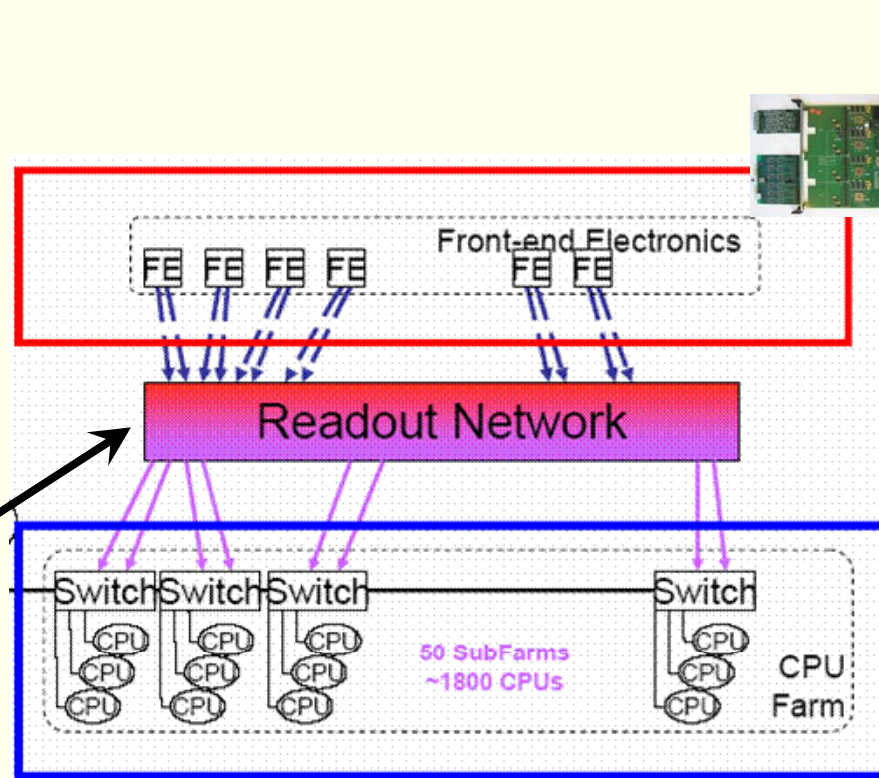 Front-end Electronics
FE FE FE FE FE FE
Readout Network
Switch Switch Switch Switch
CPU CPU CPU CPU
CPU CPU CPU CPU
CPU CPU CPU CPU
50 SubFarms
~1800 CPUs
CPU
Farm